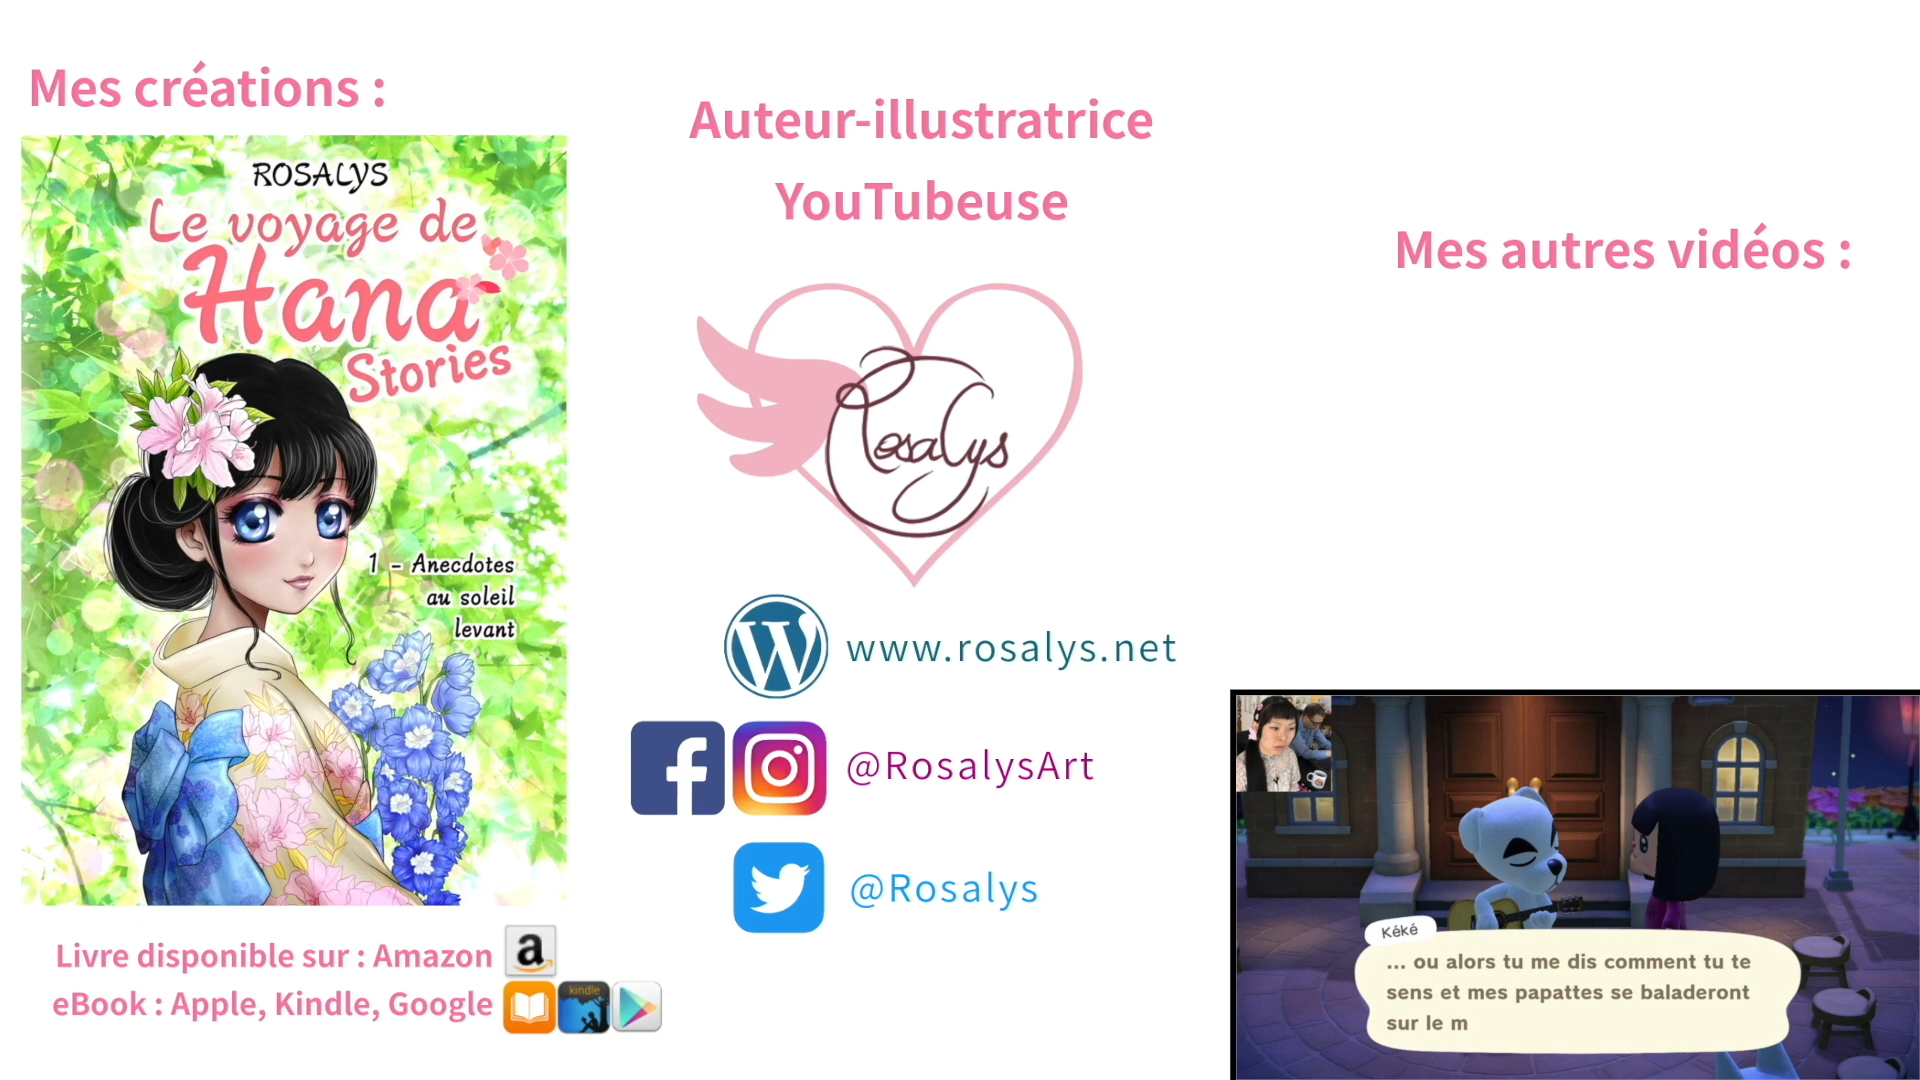 Mes créations :
ROSALYS
Le voyage de
Hana
Stories
1 - Anecdotes
au soleil
levant
Livre disponible sur : Amazon
a
eBook : Apple, Kindle, Google
kindle
Auteur-illustratrice
YouTubeuse
Rosalys
www.rosalys.net
@RosalysArt
@Rosalys
Mes autres vidéos :
Kéké
... ou alors tu me dis comment tu te
sens et mes papattes se baladeront
sur le m